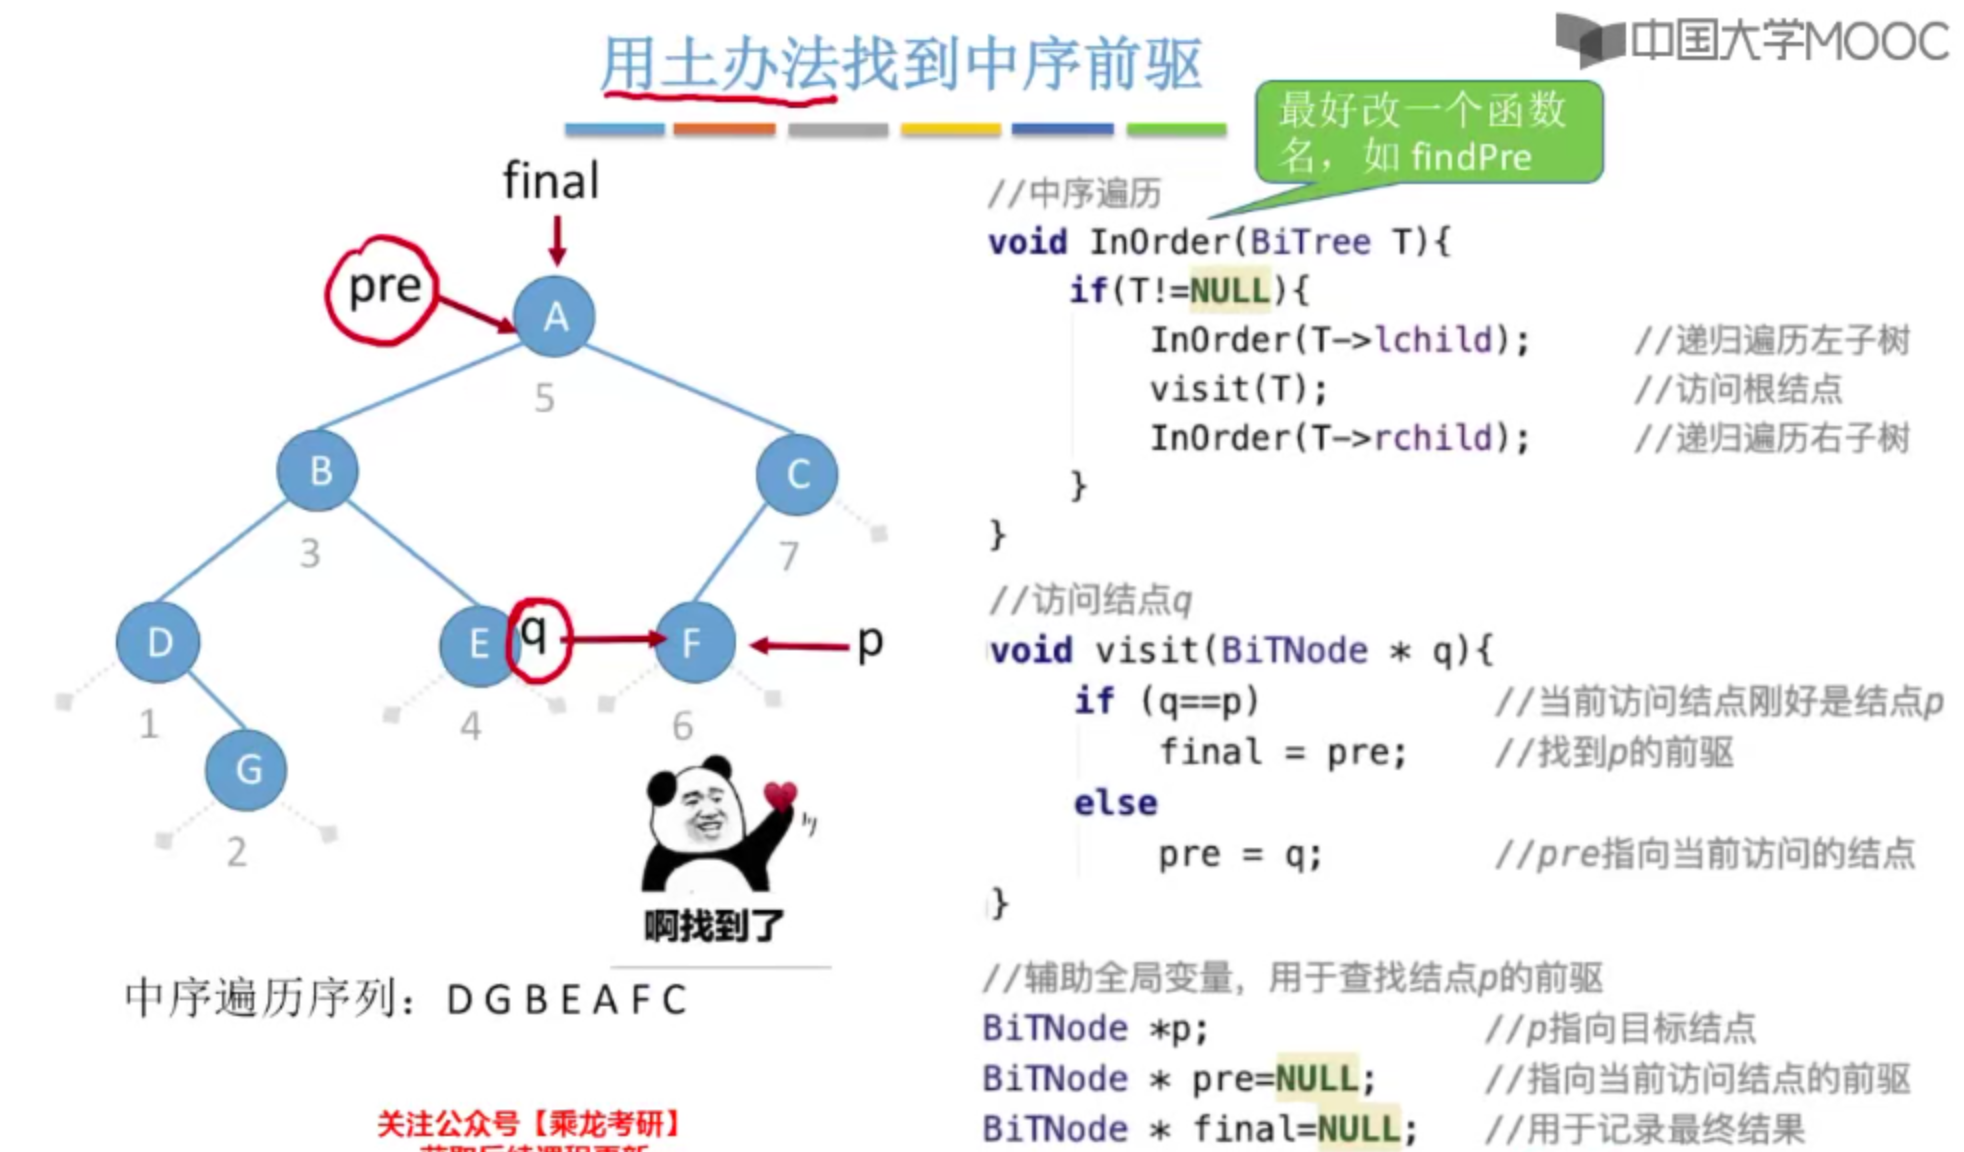 中国大学MOOC
用土办法找到中序前驱
最好改一个函数
名，如 findPre
final
pre
A
5
B
C
3
7
D
E
q
F
p
1
4
6
G
2
啊找到了
中序遍历序列：D G B E A F C
关注公众号【乘龙考研】
获取后续课程更新
//中序遍历
void InOrder(BiTree T){
if(T!=NULL){
InOrder(T->lchild); //递归遍历左子树
visit(T); //访问根结点
InOrder(T->rchild); //递归遍历右子树
}
}
//访问结点q
void visit(BiTNode * q){
if (q==p) //当前访问结点刚好是结点p
final = pre; //找到p的前驱
else
pre = q; //pre指向当前访问的结点
}
//辅助全局变量，用于查找结点p的前驱
BiTNode *p; //p指向目标结点
BiTNode * pre=NULL; //指向当前访问结点的前驱
BiTNode * final=NULL; //用于记录最终结果